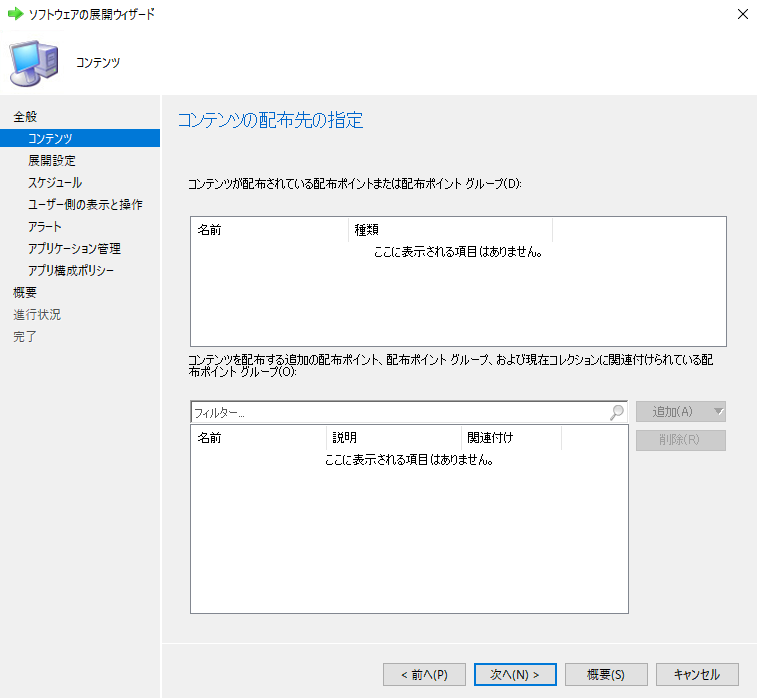 ソフトウェアの展開ウィザード
コンテンツ
全般
コンテンツ
展開設定
スケジュール
ユーザー側の表示と操作
アラート
アプリケーション管理
アプリ構成ポリシー
概要
進行状況
完了
コンテンツの配布先の指定
コンテンツが配布されている配布ポイントまたは配布ポイント グループ(D):
名前 種類
ここに表示される項目はありません。
コンテンツを配布する追加の配布ポイント、配布ポイント グループ、および現在コレクションに関連付けられている配
布ポイント グループ(O):
フィルター...
追加(A)
削除(R)
名前 説明 関連付け
ここに表示される項目はありません。
< 前へ(P) 次へ(N) > 概要(S) キャンセル